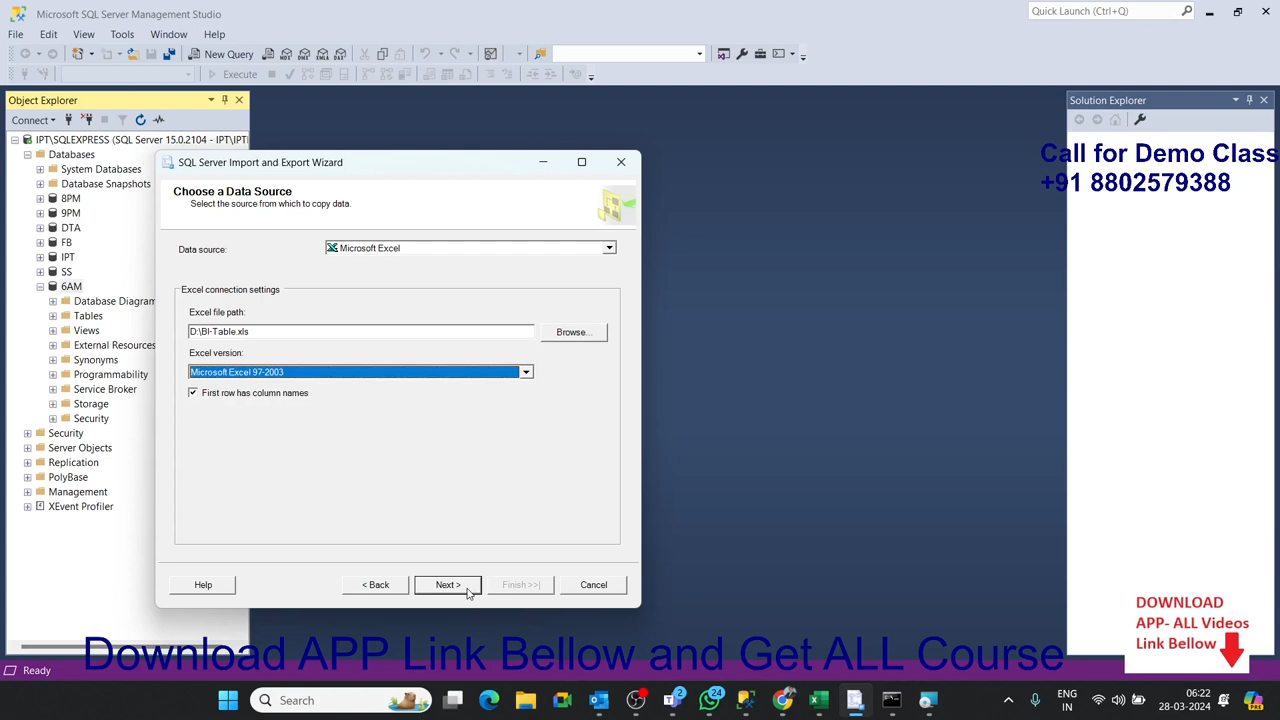 Microsoft SQL Server Management Studio
Quick Launch (Ctrl+Q)
File Edit View Tools Window Help
New Query
MDX DMX XMLA DAX
Execute
Object Explorer
Connect
IPT\SQLEXPRESS (SQL Server 15.0.2104 - IPT\IPT
Databases
System Databases
Database Snapshots
8PM
9PM
DTA
FB
IPT
SS
6AM
Database Diagram
Tables
Views
External Resources
Synonyms
Programmability
Service Broker
Storage
Security
Security
Server Objects
Replication
PolyBase
Management
XEvent Profiler
SQL Server Import and Export Wizard
Choose a Data Source
Select the source from which to copy data.
Data source: Microsoft Excel
Excel connection settings
Excel file path:
D:\BI-Table.xls Browse...
Excel version:
Microsoft Excel 97-2003
First row has column names
Help < Back Next > Finish >>| Cancel
Solution Explorer
Call for Demo Class
+91 8802579388
DOWNLOAD
APP- ALL Videos
Link Bellow
Download APP Link Bellow and Get ALL Course
Ready
Search
2
24
ENG
IN
06:22
28-03-2024